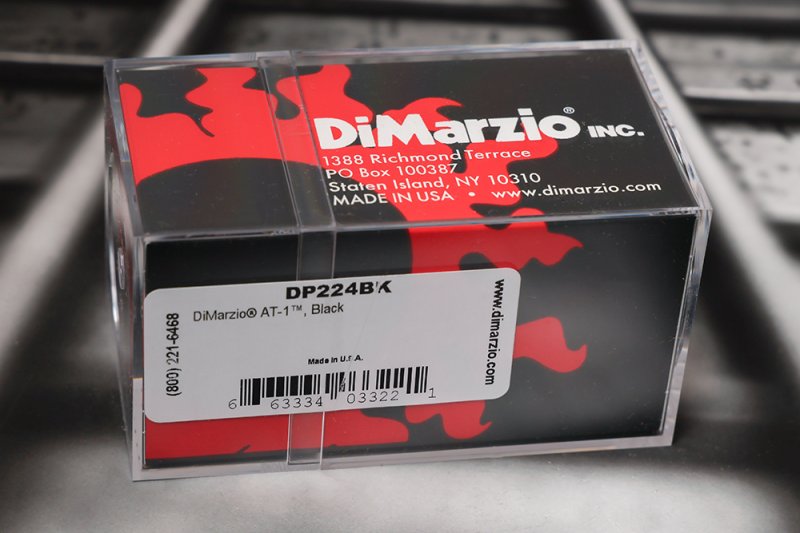 DiMarzio® INC.
1388 Richmond Terrace
PO Box 100387
Staten Island, NY 10310
MADE IN USA • www.dimarzio.com
DP224BK
DiMarzio® AT-1™, Black
(800) 221-6468
www.dimarzio.com
Made in U.S.A.
6 63334 03322 1